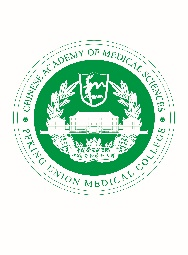 CHINESE ACADEMY OF MEDICAL SCIENCES
PEKING UNION MEDICAL COLLEGE